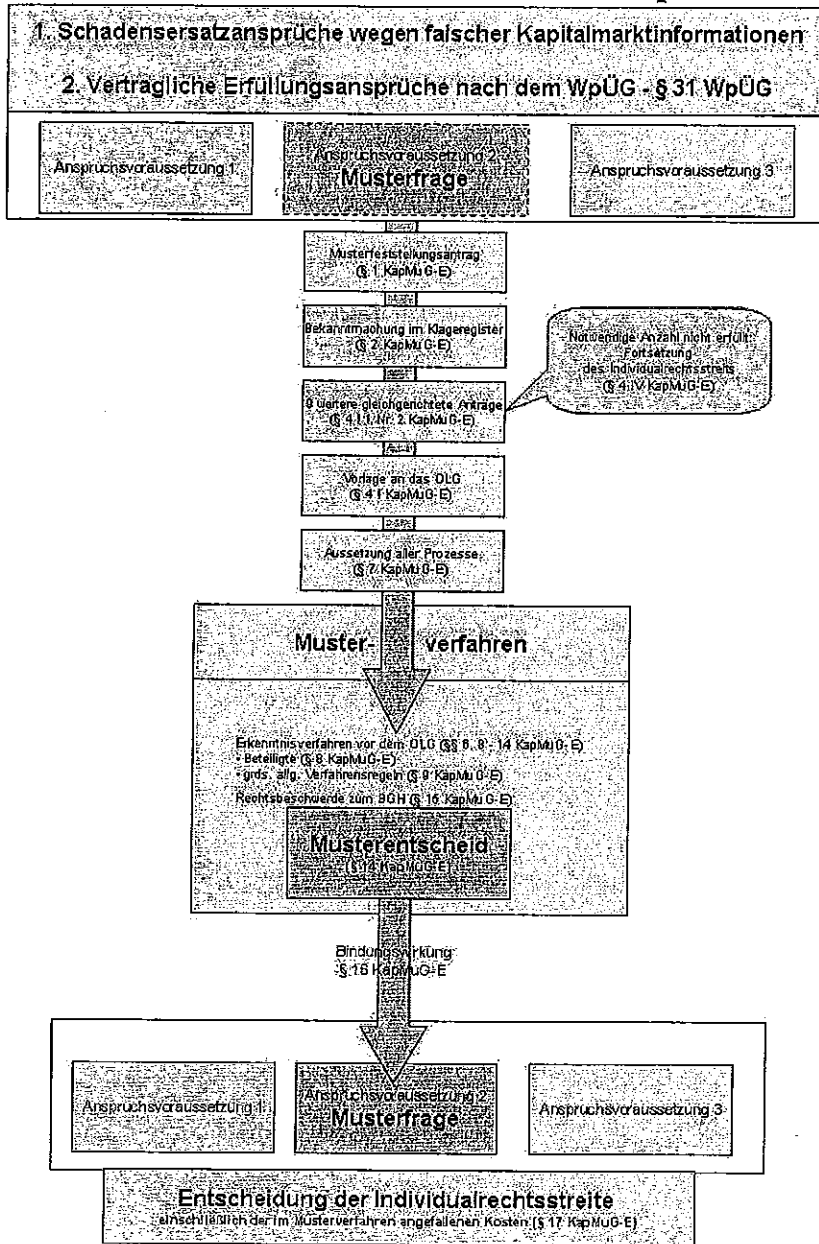 1. Schadensersatzansprüche wegen falscher Kapitalmarktinformationen
2. Vertragliche Erfüllungsansprüche nach dem WpÜG - § 31 WpÜG
Anspruchsvoraussetzung 1
Anspruchsvoraussetzung 2
Musterfrage
Anspruchsvoraussetzung 3
Musterfeststellungsantrag
(§ 1 KapMuG-E)
Bekanntmachung im Klageregister
(§ 2 KapMuG-E)
Notwendige Anzahl nicht erfüllt:
Fortsetzung
des Individualrechtsstreits
(§ 4 IV KapMuG-E)
9 weitere gleichgerichtete Anträge
(§ 4 I 1 Nr. 2 KapMuG-E)
Vorlage an das OLG
(§ 4 I KapMuG-E)
Aussetzung aller Prozesse
(§ 7 KapMuG-E)
Muster- verfahren
Erkenntnisverfahren vor dem OLG (§§ 6, 8 - 14 KapMuG-E)
• Beteiligte (§ 8 KapMuG-E)
• grds. allg. Verfahrensregeln (§ 9 KapMuG-E)
Rechtsbeschwerde zum BGH (§ 15 KapMuG-E)
Musterentscheid
(§ 14 KapMuG-E)
Bindungswirkung
§ 16 KapMuG-E
Anspruchsvoraussetzung 1
Anspruchsvoraussetzung 2
Musterfrage
Anspruchsvoraussetzung 3
Entscheidung der Individualrechtsstreite
einschließlich der im Musterverfahren angefallenen Kosten (§ 17 KapMuG-E)